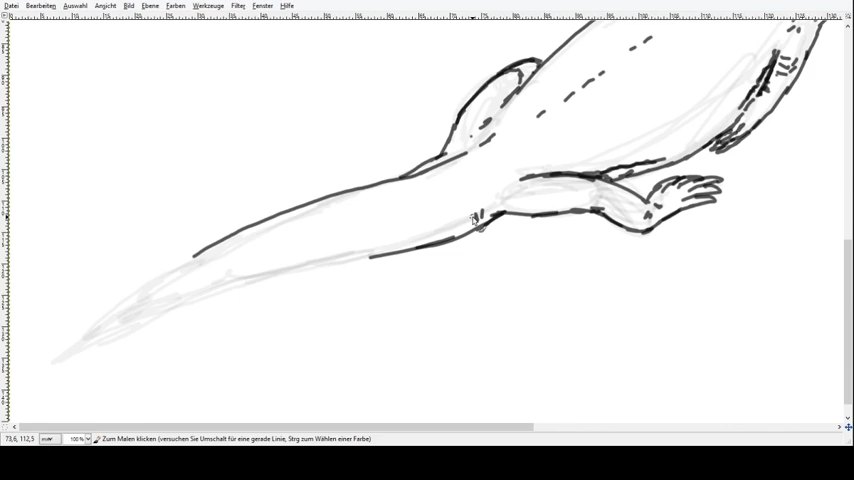 Datei Bearbeiten Auswahl Ansicht Bild Ebene Farben Werkzeuge Filter Fenster Hilfe
73,6, 112,5 mm 100 % Zum Malen klicken (versuchen Sie Umschalt für eine gerade Linie, Strg zum Wählen einer Farbe)